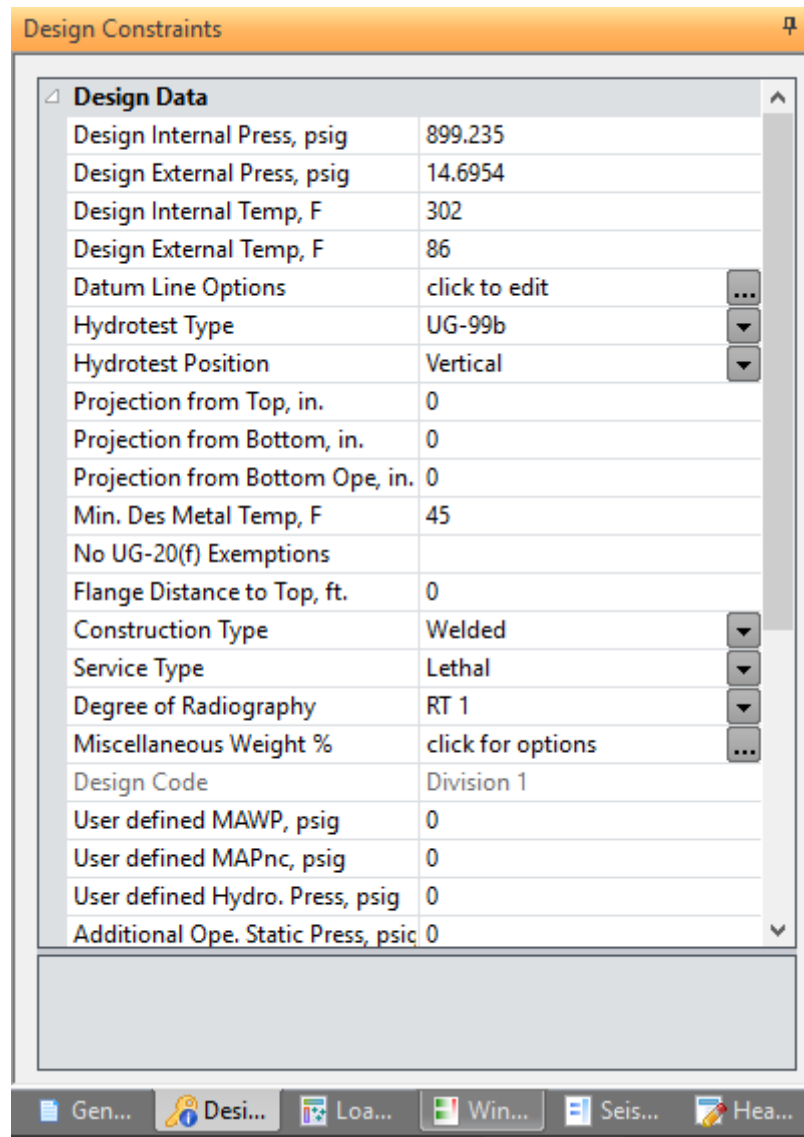 Design Constraints
Design Data
Design Internal Press, psig 899.235
Design External Press, psig 14.6954
Design Internal Temp, F 302
Design External Temp, F 86
Datum Line Options click to edit ...
Hydrotest Type UG-99b
Hydrotest Position Vertical
Projection from Top, in. 0
Projection from Bottom, in. 0
Projection from Bottom Ope, in. 0
Min. Des Metal Temp, F 45
No UG-20(f) Exemptions
Flange Distance to Top, ft. 0
Construction Type Welded
Service Type Lethal
Degree of Radiography RT 1
Miscellaneous Weight % click for options ...
Design Code Division 1
User defined MAWP, psig 0
User defined MAPnc, psig 0
User defined Hydro. Press, psig 0
Additional Ope. Static Press, psig 0
Gen... Desi... Loa... Win... Seis... Hea...